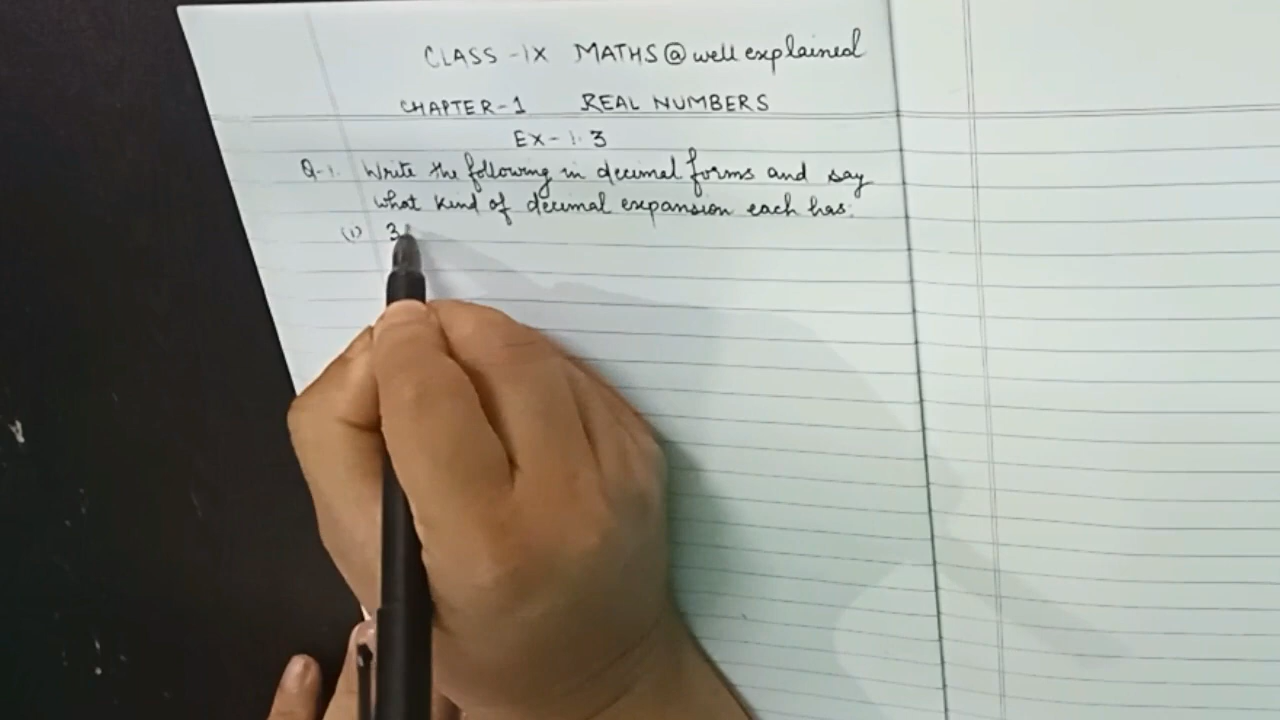 CLASS -IX MATHS@well explained
CHAPTER-1 REAL NUMBERS
EX-1.3
Q-1. Write the following in decimal forms and say
what kind of decimal expansion each has:
(i) 3